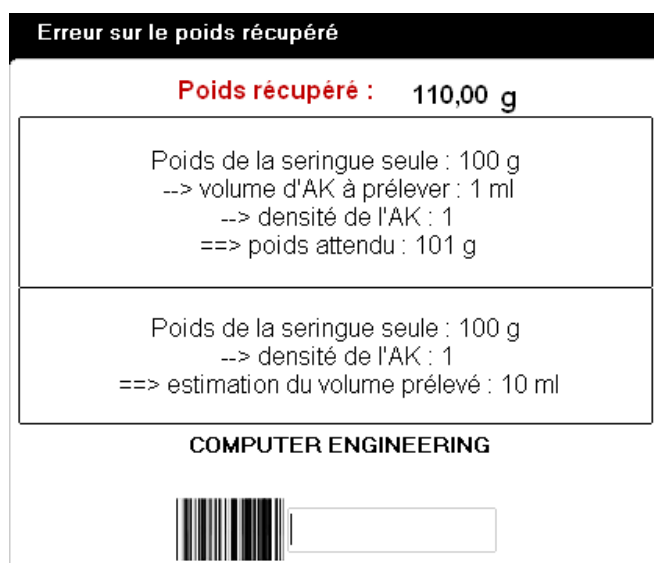 Erreur sur le poids récupéré
Poids récupéré : 110,00 g
Poids de la seringue seule : 100 g
--> volume d'AK à prélever : 1 ml
--> densité de l'AK : 1
==> poids attendu : 101 g
Poids de la seringue seule : 100 g
--> densité de l'AK : 1
==> estimation du volume prélevé : 10 ml
COMPUTER ENGINEERING